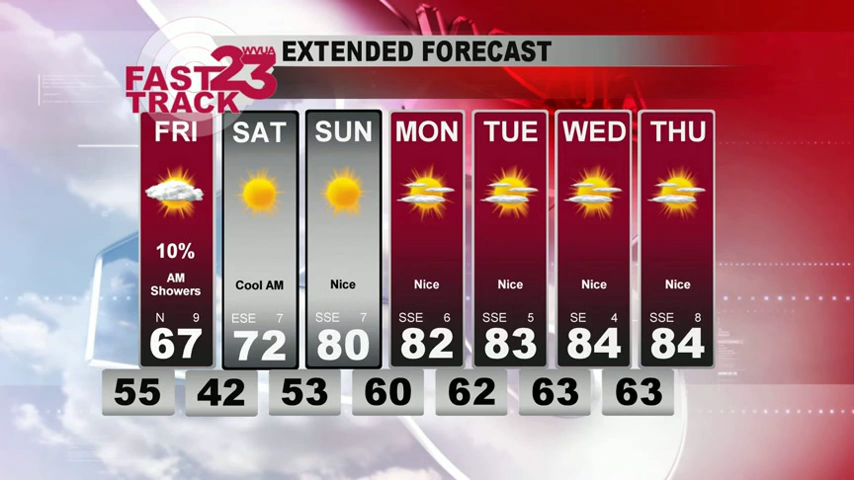 WVUA
23
FAST
TRACK
EXTENDED FORECAST
FRI
10%
AM
Showers
N 9
67
SAT
Cool AM
ESE 7
72
SUN
Nice
SSE 7
80
MON
Nice
SSE 6
82
TUE
Nice
SSE 5
83
WED
Nice
SE 4
84
THU
Nice
SSE 8
84
55 42 53 60 62 63 63